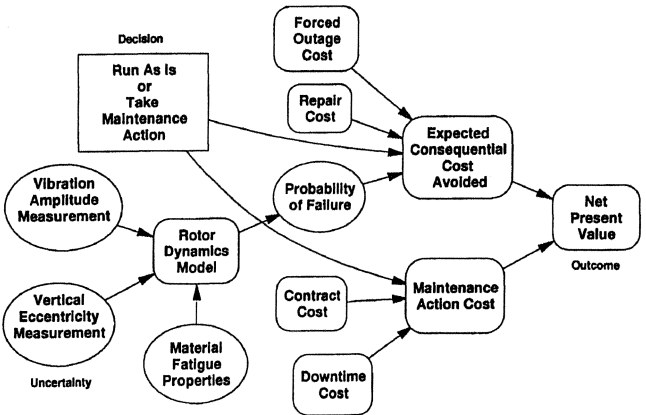 Decision
Run As Is
or
Take
Maintenance
Action
Forced
Outage
Cost
Repair
Cost
Expected
Consequential
Cost
Avoided
Vibration
Amplitude
Measurement
Probability
of Failure
Rotor
Dynamics
Model
Net
Present
Value
Outcome
Vertical
Eccentricity
Measurement
Uncertainty
Material
Fatigue
Properties
Contract
Cost
Maintenance
Action Cost
Downtime
Cost